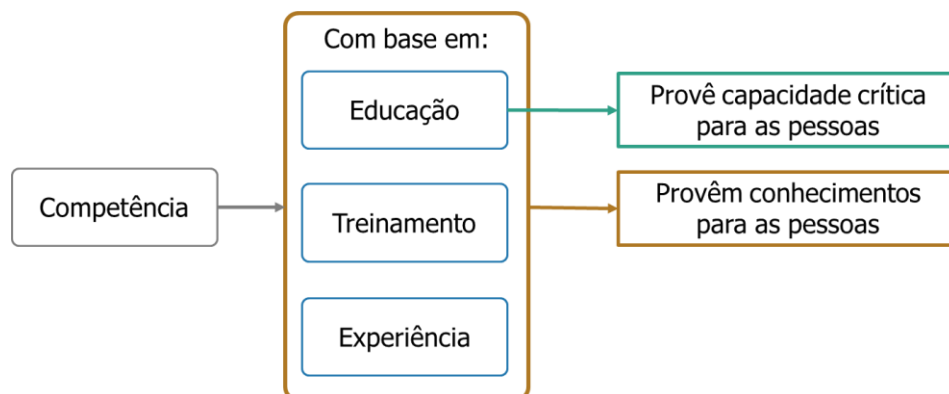 Com base em:
Educação
Provê capacidade crítica
para as pessoas
Competência
Treinamento
Provêm conhecimentos
para as pessoas
Experiência